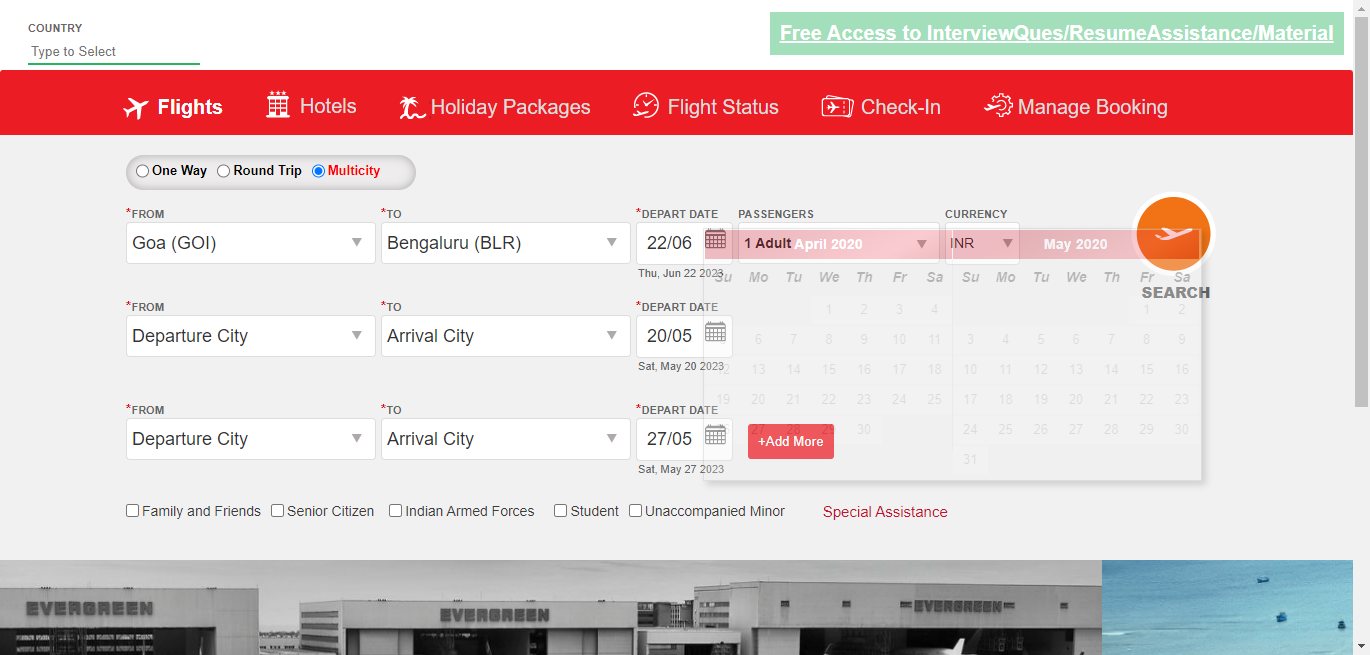 COUNTRY
Type to Select
Free Access to InterviewQues/ResumeAssistance/Material
Flights Hotels Holiday Packages Flight Status Check-In Manage Booking
One Way Round Trip Multicity
*FROM *TO *DEPART DATE PASSENGERS CURRENCY
Goa (GOI) Bengaluru (BLR) 22/06 1 Adult April 2020 INR May 2020
Thu, Jun 22 2023
Su Mo Tu We Th Fr Sa Su Mo Tu We Th Fr Sa
SEARCH
*FROM *TO *DEPART DATE
1 2 3 4 1 2
Departure City Arrival City 20/05
6 7 8 9 10 11 3 4 5 6 7 8 9
Sat, May 20 2023
12 13 14 15 16 17 18 10 11 12 13 14 15 16
19 20 21 22 23 24 25 17 18 19 20 21 22 23
*FROM *TO *DEPART DATE
Departure City Arrival City 27/05
27 28 29 30 24 25 26 27 28 29 30
+Add More
31
Sat, May 27 2023
Family and Friends Senior Citizen Indian Armed Forces Student Unaccompanied Minor Special Assistance
EVERGREEN EVERGREEN EVERGREEN